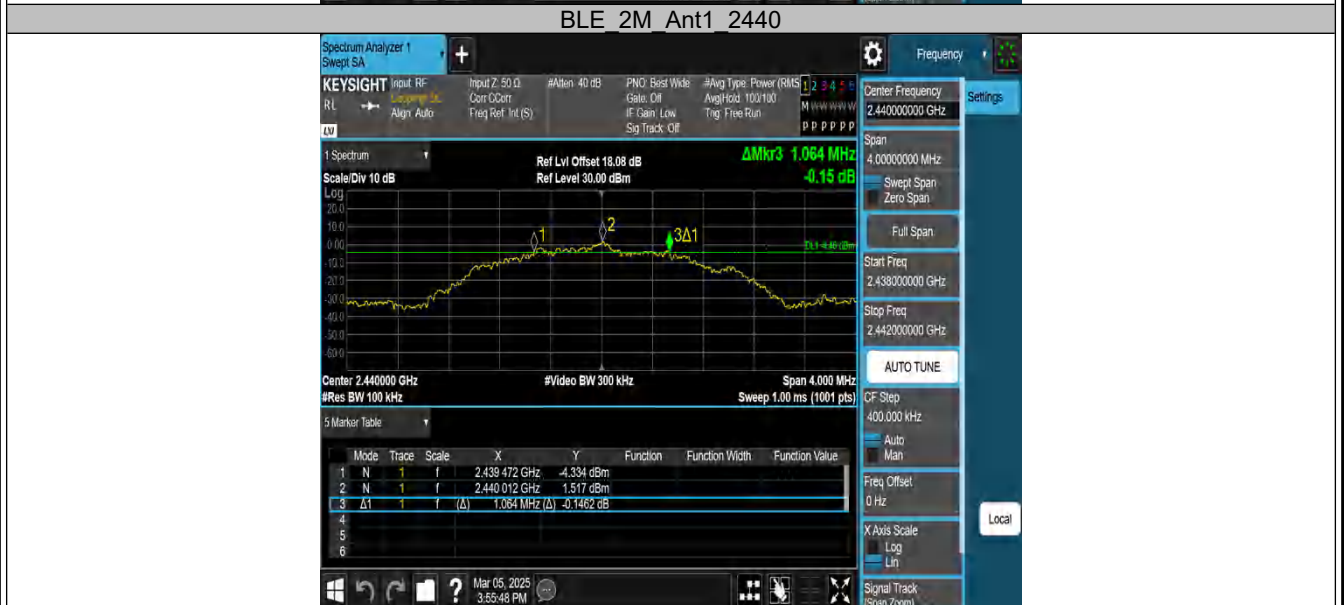 BLE_2M_Ant1_2440
Spectrum Analyzer 1
Swept SA
+
Frequency
KEYSIGHT
Input: RF
Input Z: 50 Ω
#Atten: 40 dB
PNO: Best Wide
#Avg Type: Power (RMS
1 2 3 4 5 6
RL
Align: Auto
Corr CCorr
Freq Ref: Int (S)
Gate: Off
IF Gain: Low
Sig Track: Off
Avg|Hold: 100/100
Trig: Free Run
M W W W W W
P P P P P P
LXI
Center Frequency
2.440000000 GHz
Settings
Span
4.00000000 MHz
Swept Span
Zero Span
Full Span
Start Freq
2.438000000 GHz
Stop Freq
2.442000000 GHz
AUTO TUNE
CF Step
400.000 kHz
Auto
Man
Freq Offset
0 Hz
X Axis Scale
Log
Lin
Signal Track
(Span Zoom)
Local
1 Spectrum
Scale/Div 10 dB
Ref Lvl Offset 18.08 dB
Ref Level 30.00 dBm
ΔMkr3 1.064 MHz
-0.15 dB
Log
20.0
10.0
0.00
-10.0
-20.0
-30.0
-40.0
-50.0
-60.0
1
2
3Δ1
Center 2.440000 GHz
#Video BW 300 kHz
Span 4.000 MHz
#Res BW 100 kHz
Sweep 1.00 ms (1001 pts)
5 Marker Table
Mode Trace Scale X Y Function Function Width Function Value
1 N 1 f 2.439 472 GHz -4.334 dBm
2 N 1 f 2.440 012 GHz 1.517 dBm
3 Δ1 1 f (Δ) 1.064 MHz (Δ) -0.1462 dB
4
5
6
?
Mar 05, 2025
3:55:48 PM